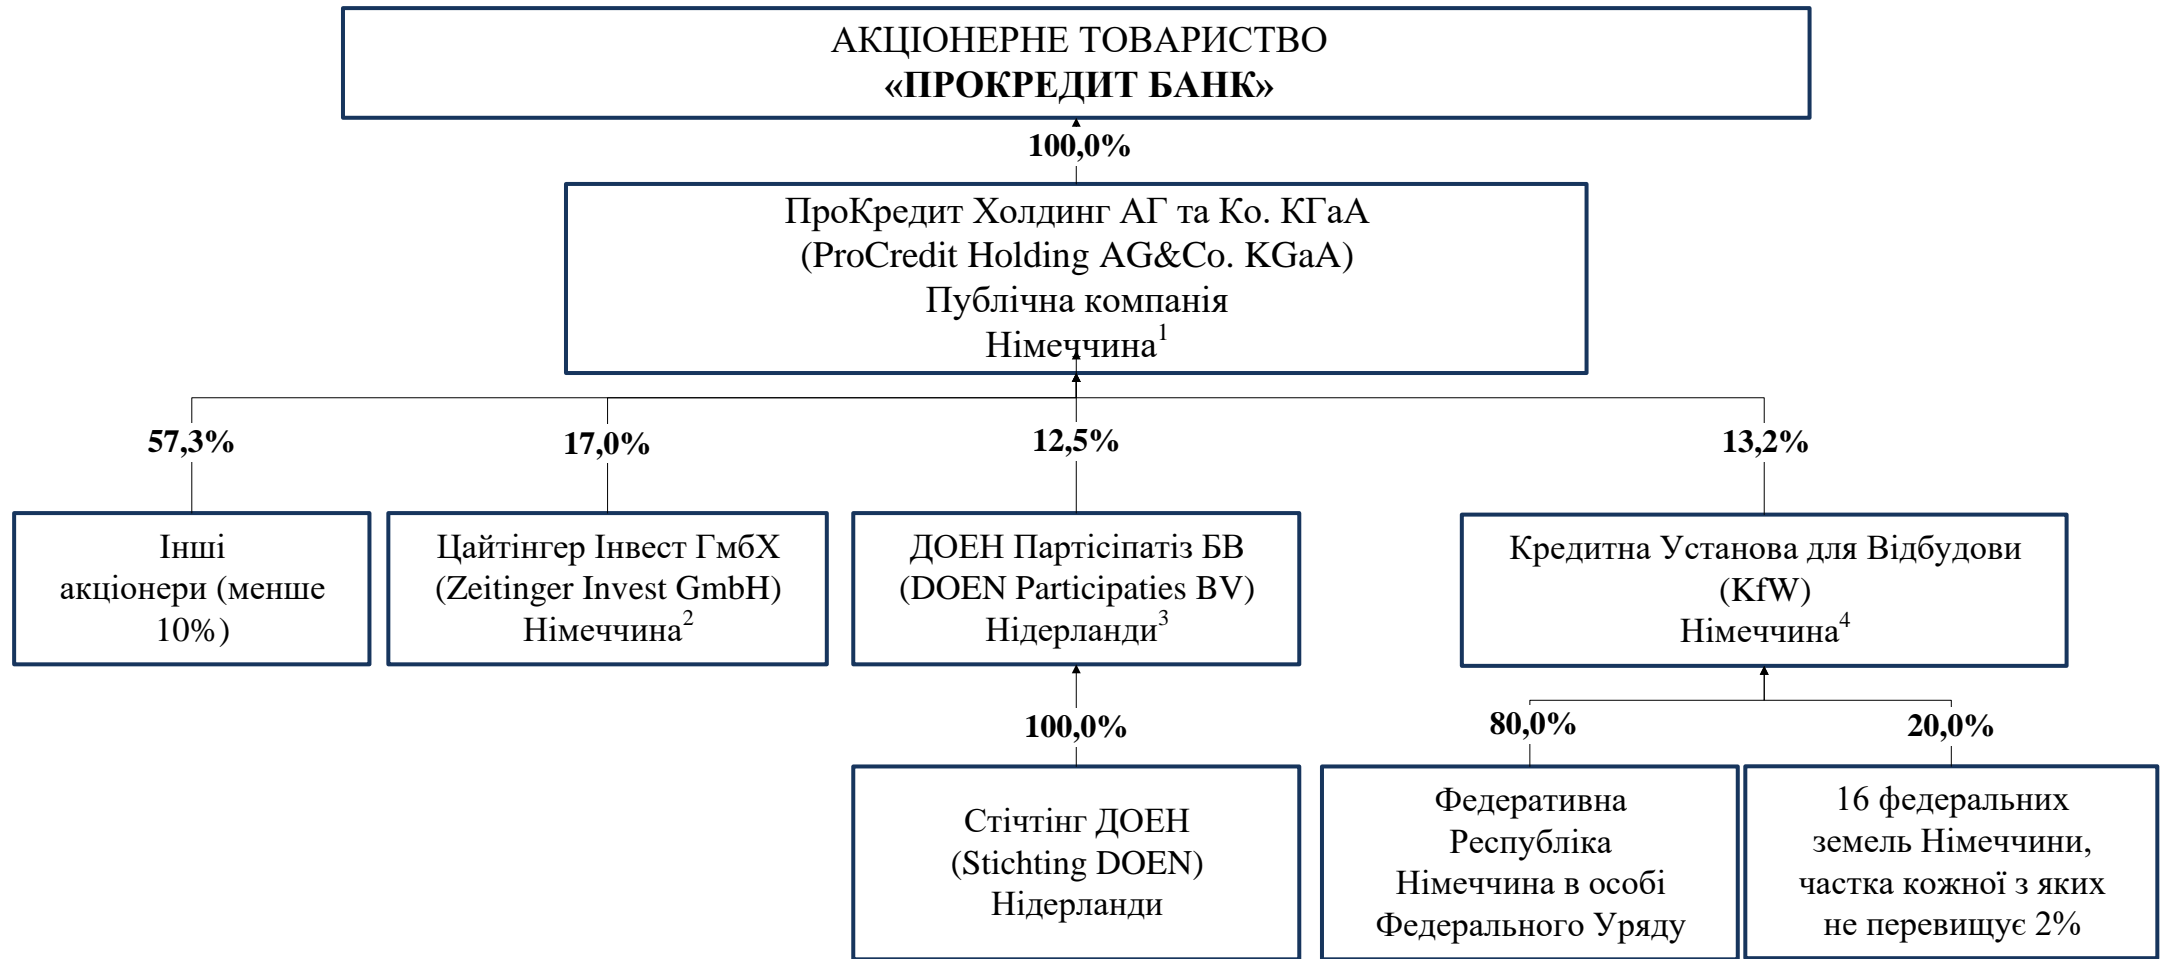 АКЦІОНЕРНЕ ТОВАРИСТВО
«ПРОКРЕДИТ БАНК»
100,0%
ПроКредит Холдинг АГ та Ко. КГаА
(ProCredit Holding AG&Co. KGaA)
Публічна компанія
Німеччина¹
57,3%
17,0%
12,5%
13,2%
Інші
акціонери (менше
10%)
Цайтінгер Інвест ГмбХ
(Zeitinger Invest GmbH)
Німеччина²
ДОЕН Партісіпатіз БВ
(DOEN Participaties BV)
Нідерланди³
Кредитна Установа для Відбудови
(KfW)
Німеччина⁴
100,0%
80,0%
20,0%
Стічтінг ДОЕН
(Stichting DOEN)
Нідерланди
Федеративна
Республіка
Німеччина в особі
Федерального Уряду
16 федеральних
земель Німеччини,
частка кожної з яких
не перевищує 2%